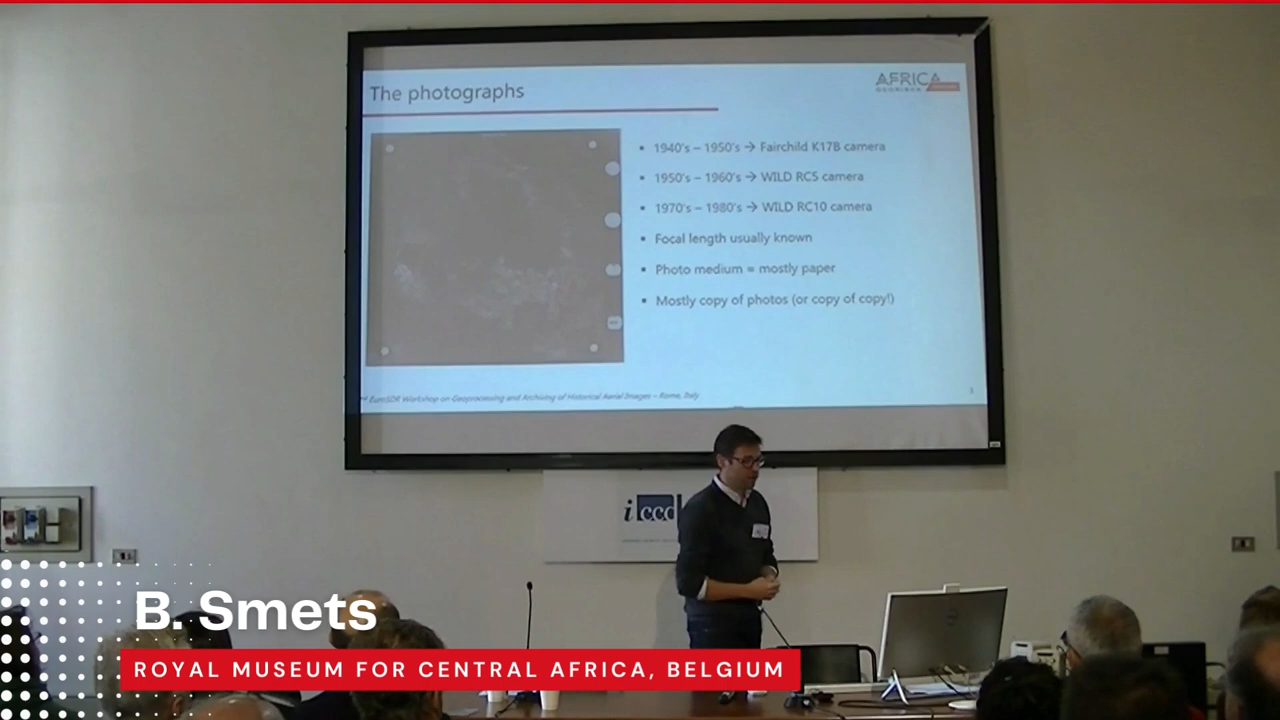 The photographs
AFRICA
▪ 1940's – 1950's → Fairchild K17B camera
▪ 1950's – 1960's → WILD RC5 camera
▪ 1970's – 1980's → WILD RC10 camera
▪ Focal length usually known
▪ Photo medium = mostly paper
▪ Mostly copy of photos (or copy of copy!)
EuroSDR Workshop on Geoprocessing and Archiving of Historical Aerial Images – Rome, Italy
iccd
B. Smets
ROYAL MUSEUM FOR CENTRAL AFRICA, BELGIUM